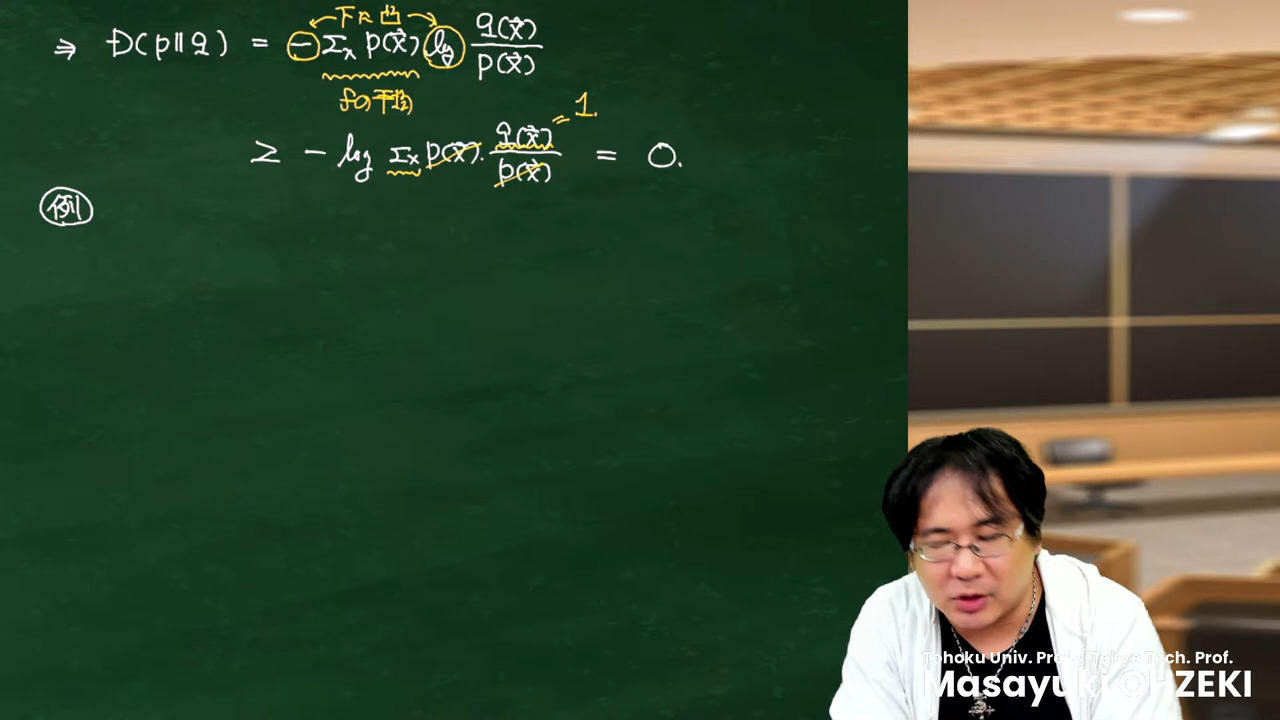 下に凸
⇒ D(p∥q) = − Σₓ p(x⃗) log q(x⃗)/p(x⃗)
fの平均
= 1.
≥ − log Σₓ p(x⃗)· q(x⃗)/p(x⃗) = 0.
例
Tohoku Univ. Prof. / Tokyo Tech. Prof.
Masayuki OHZEKI